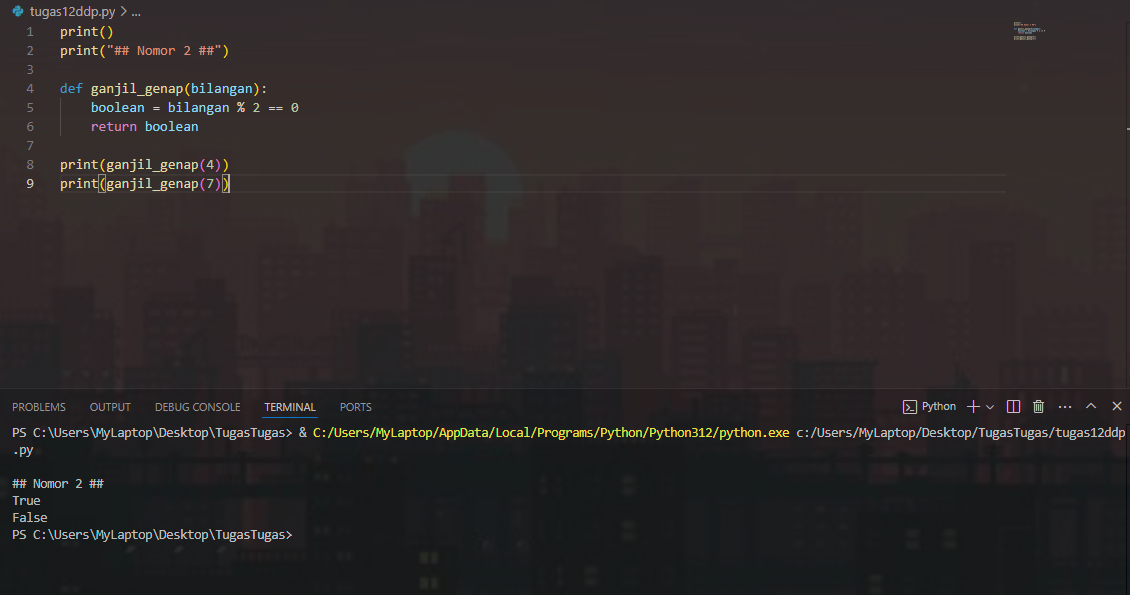 tugas12ddp.py > ...
1 print()
2 print("## Nomor 2 ##")
3
4 def ganjil_genap(bilangan):
5     boolean = bilangan % 2 == 0
6     return boolean
7
8 print(ganjil_genap(4))
9 print(ganjil_genap(7))
PROBLEMS OUTPUT DEBUG CONSOLE TERMINAL PORTS Python
PS C:\Users\MyLaptop\Desktop\TugasTugas> & C:/Users/MyLaptop/AppData/Local/Programs/Python/Python312/python.exe c:/Users/MyLaptop/Desktop/TugasTugas/tugas12ddp
.py
## Nomor 2 ##
True
False
PS C:\Users\MyLaptop\Desktop\TugasTugas>